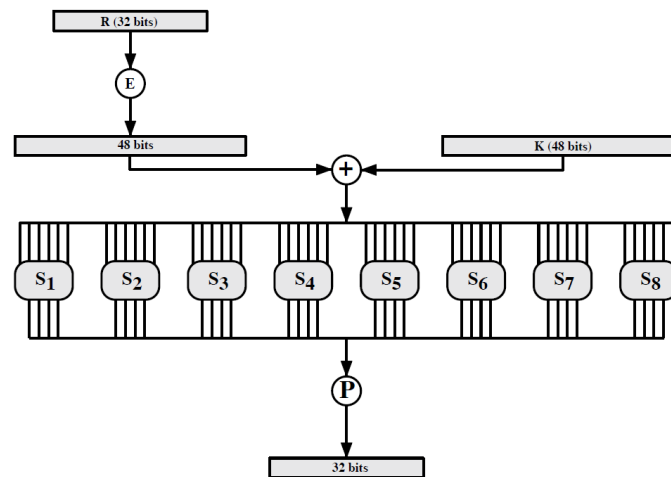 R (32 bits)
E
48 bits
K (48 bits)
+
S1 S2 S3 S4 S5 S6 S7 S8
P
32 bits